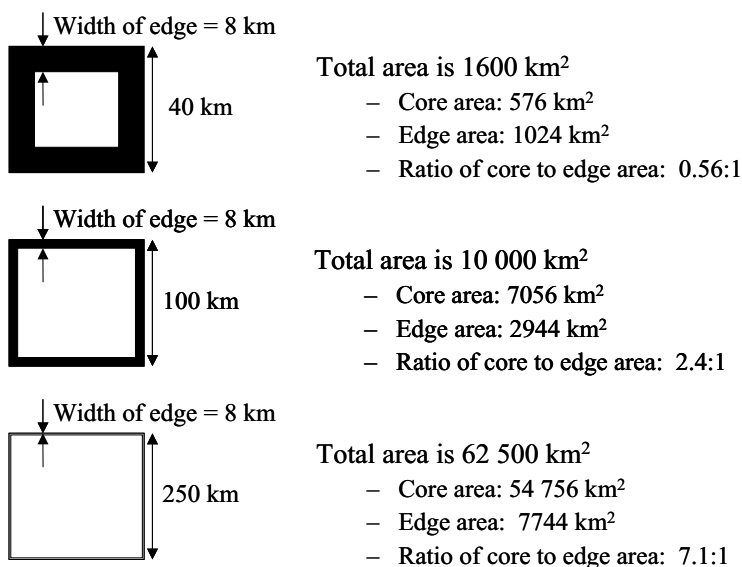 Width of edge = 8 km
40 km
Total area is 1600 km²
– Core area: 576 km²
– Edge area: 1024 km²
– Ratio of core to edge area: 0.56:1
Width of edge = 8 km
100 km
Total area is 10 000 km²
– Core area: 7056 km²
– Edge area: 2944 km²
– Ratio of core to edge area: 2.4:1
Width of edge = 8 km
250 km
Total area is 62 500 km²
– Core area: 54 756 km²
– Edge area: 7744 km²
– Ratio of core to edge area: 7.1:1